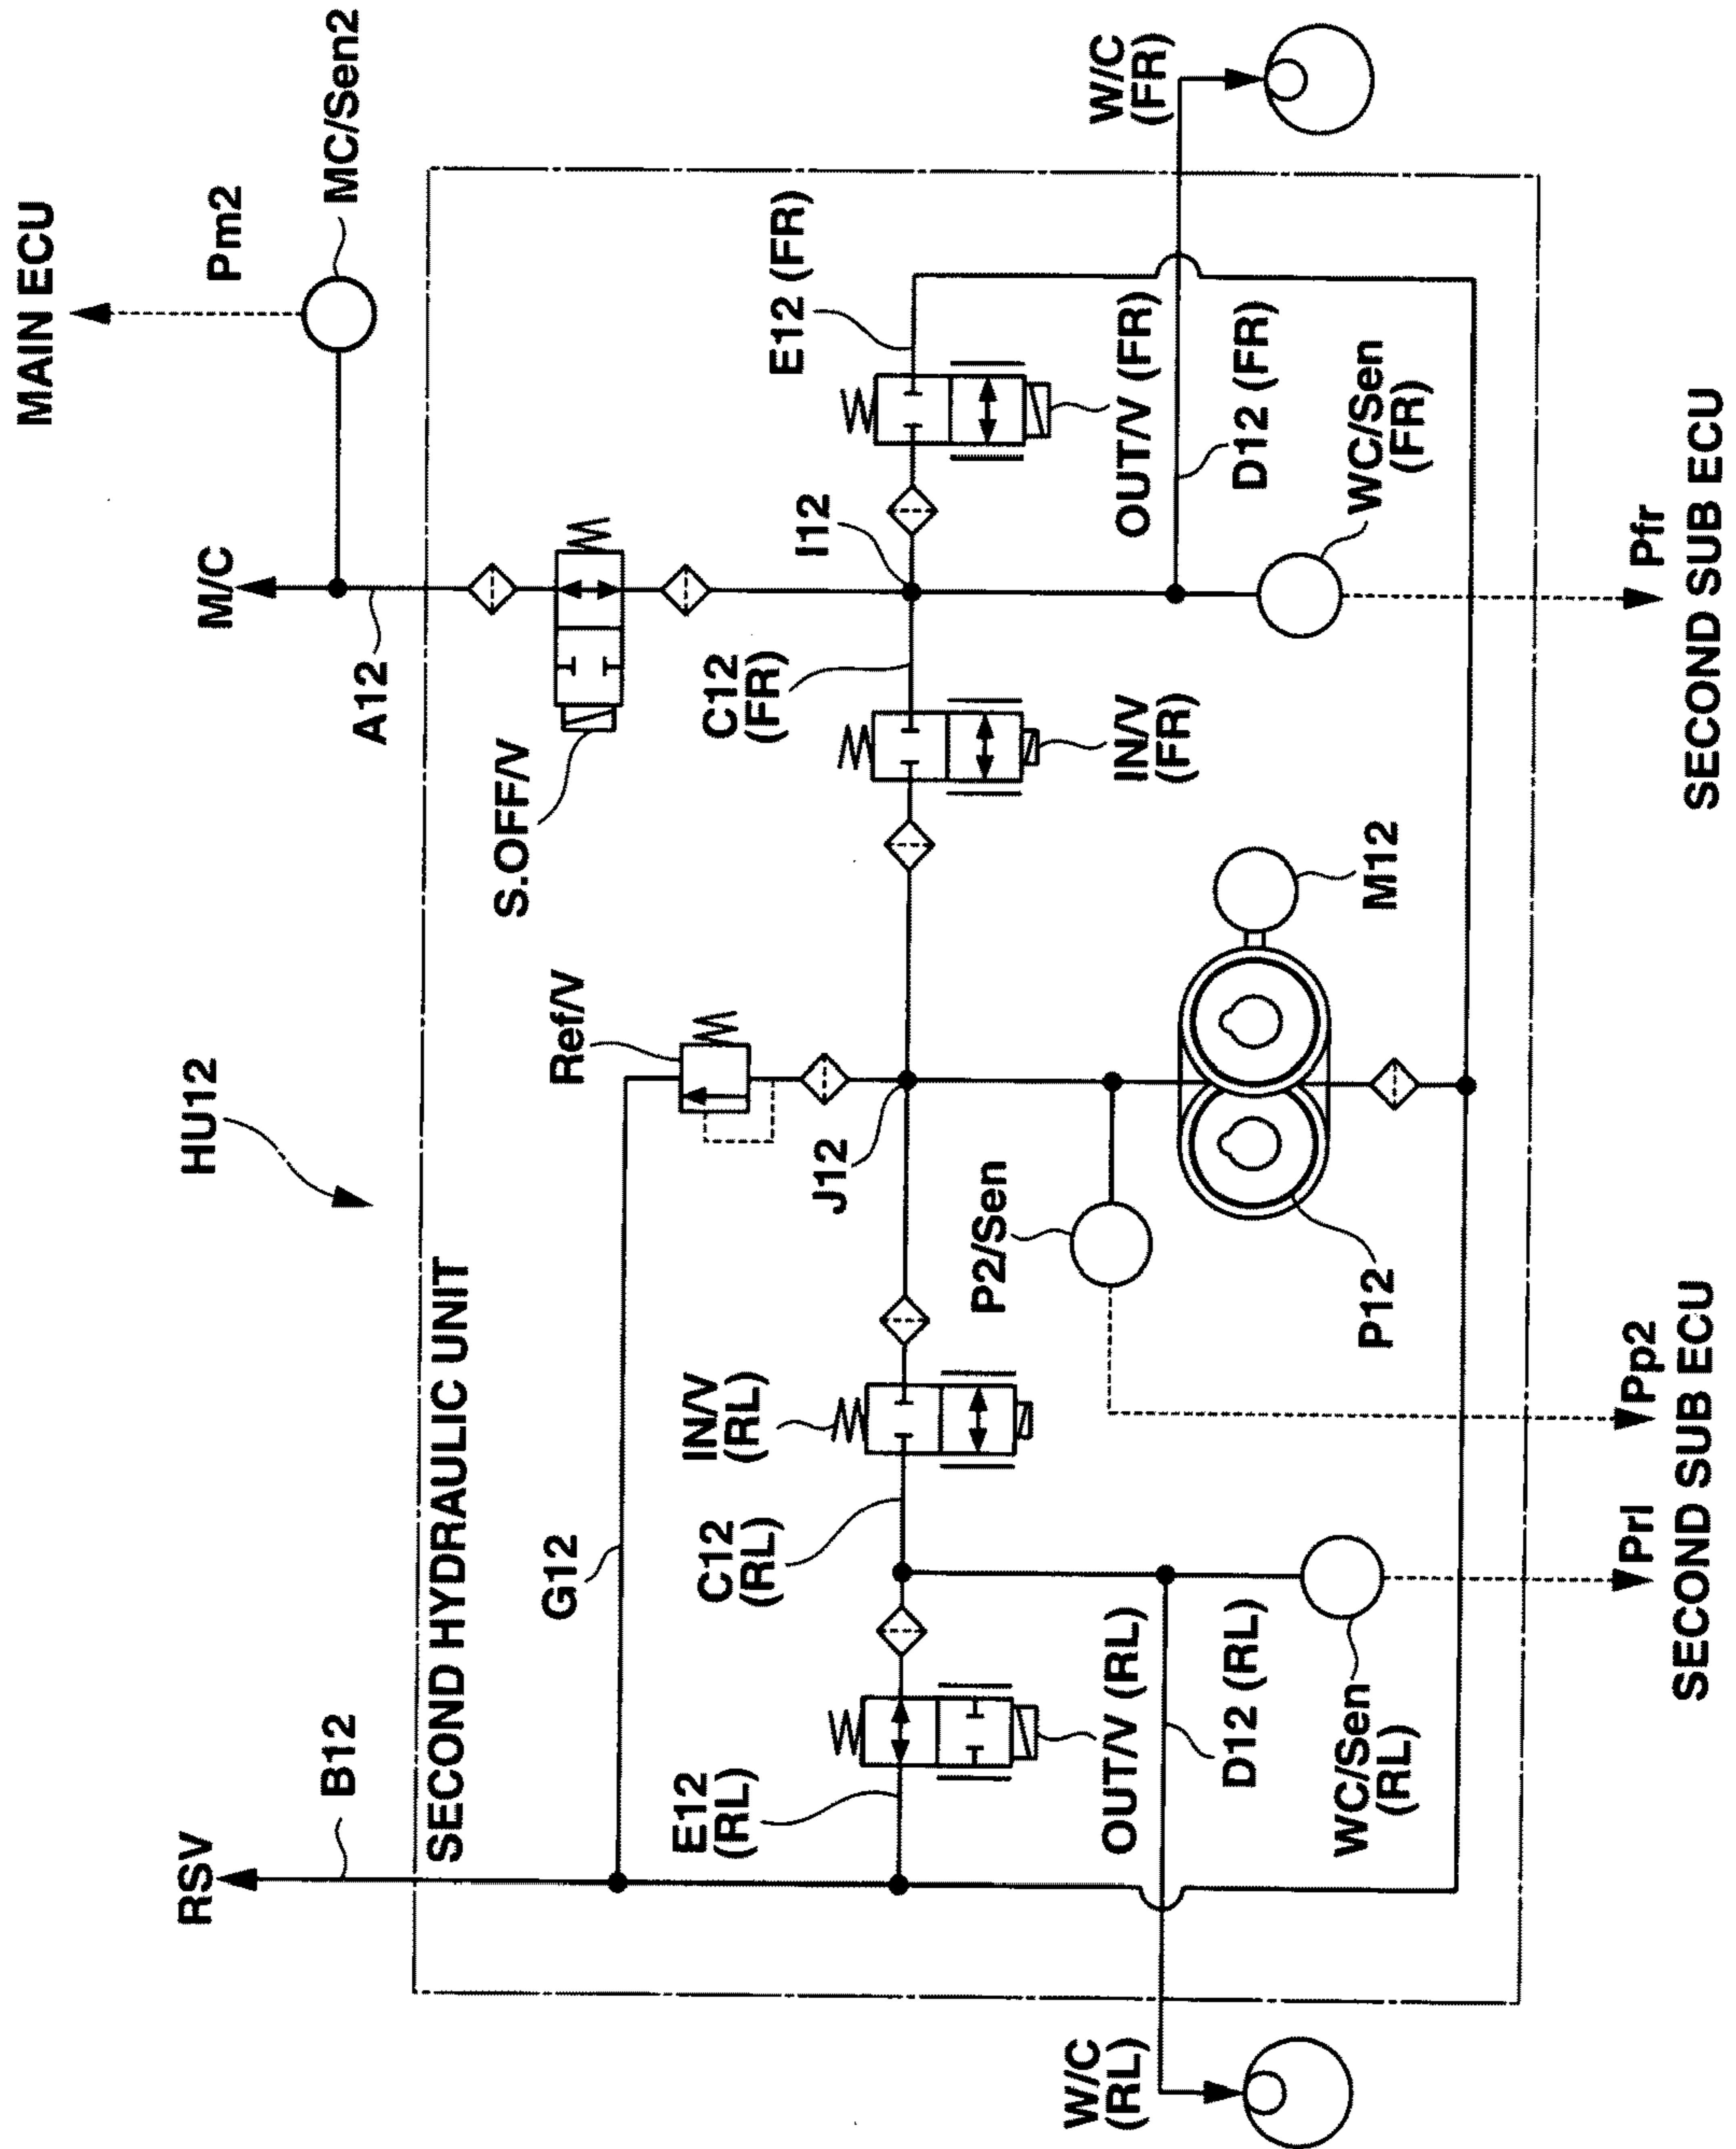 MAIN ECU
Pm2
MC/Sen2
M/C
A12
S.OFF/V
HU12
RSV
B12
SECOND HYDRAULIC UNIT
G12
Ref/V
J12
I12
E12 (FR)
C12
(FR)
IN/V
(FR)
OUT/V (FR)
D12 (FR)
W/C
(FR)
WC/Sen
(FR)
Pfr
SECOND SUB ECU
M12
P12
P2/Sen
IN/V
(RL)
C12
(RL)
E12
(RL)
OUT/V (RL)
D12 (RL)
WC/Sen
(RL)
W/C
(RL)
Prl
Pp2
SECOND SUB ECU